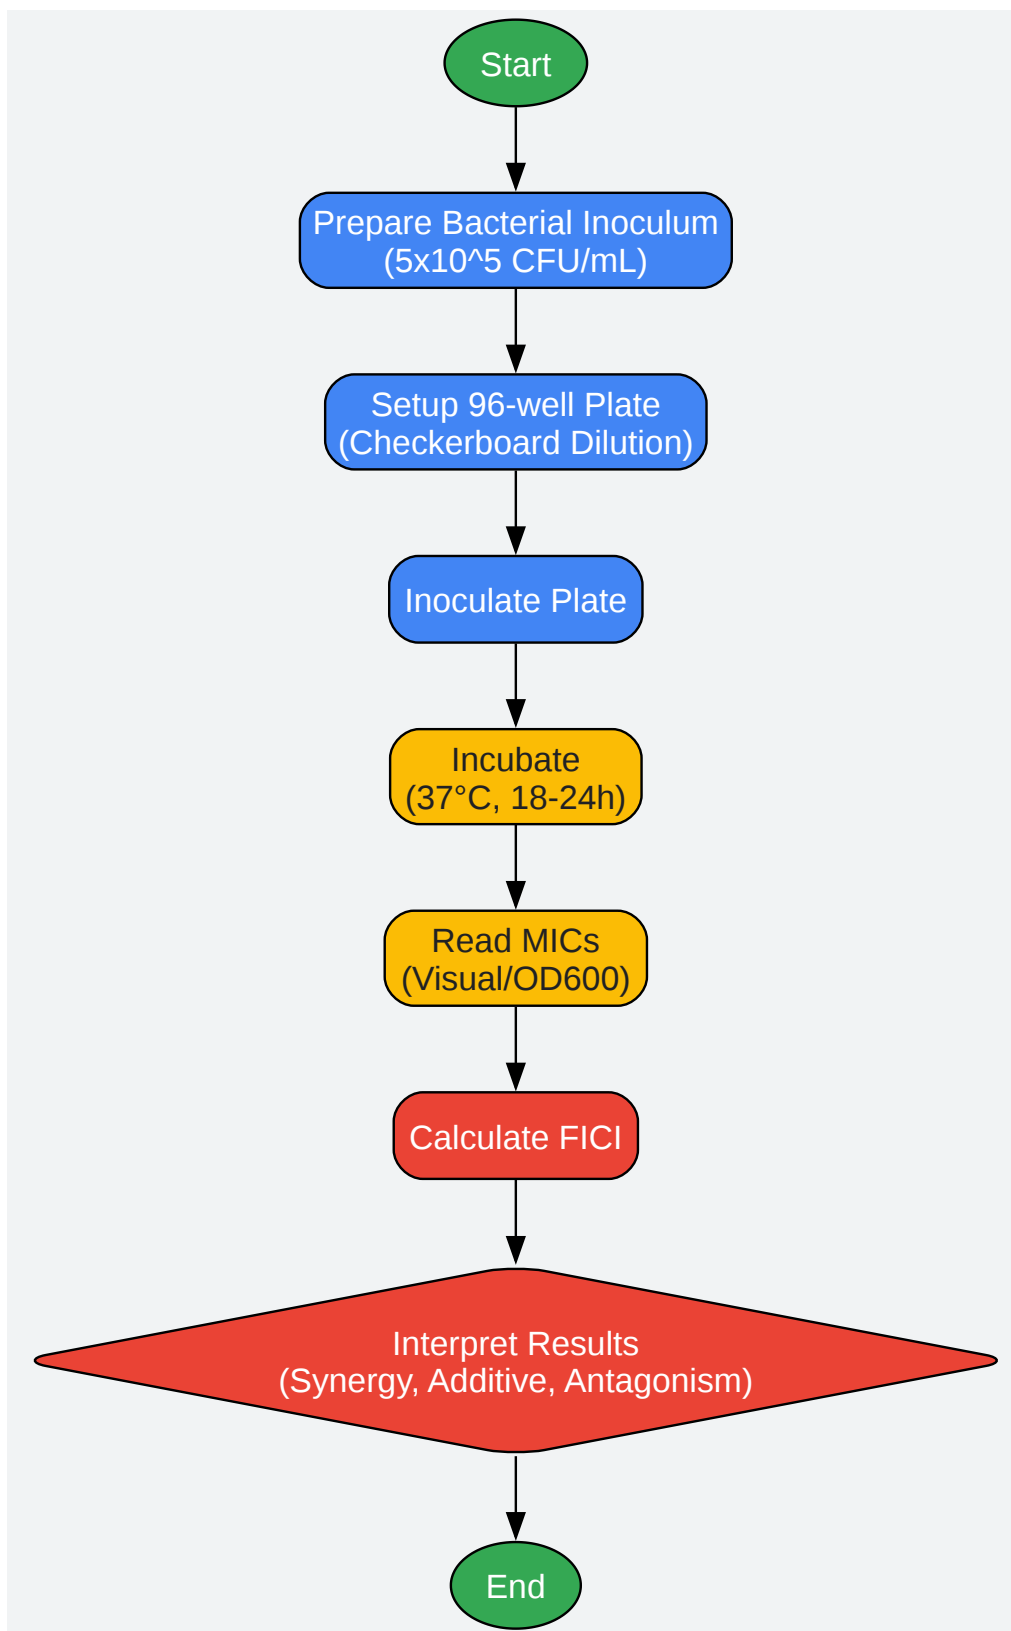 Start
Prepare Bacterial Inoculum
(5x10^5 CFU/mL)
Setup 96-well Plate
(Checkerboard Dilution)
Inoculate Plate
Incubate
(37°C, 18-24h)
Read MICs
(Visual/OD600)
Calculate FICI
Interpret Results
(Synergy, Additive, Antagonism)
End